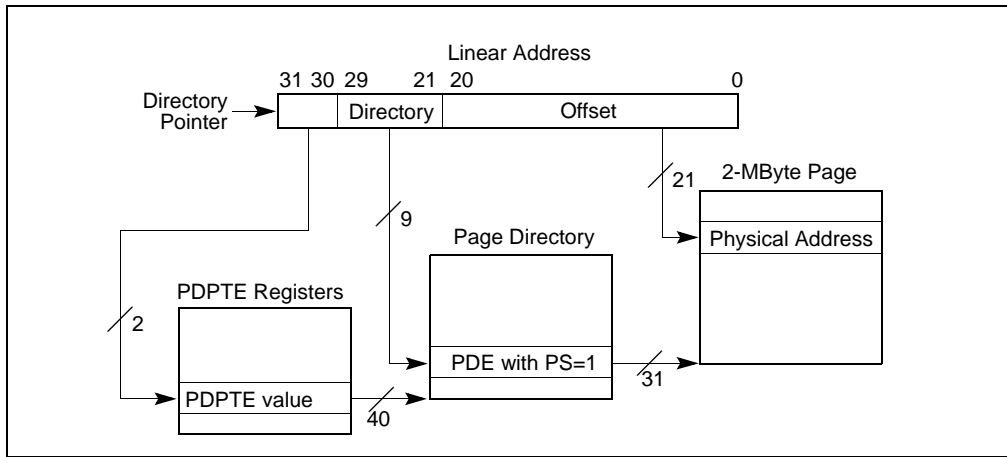 Linear Address
31 30 29 21 20 0
Directory Pointer
Directory
Offset
21
2-MByte Page
9
Page Directory
Physical Address
PDPTE Registers
2
PDE with PS=1
31
PDPTE value
40